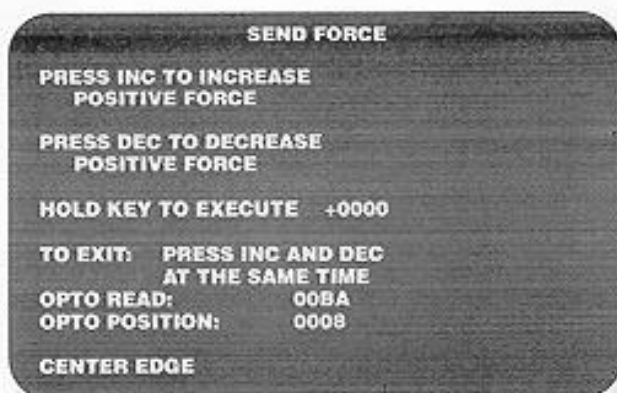 SEND FORCE
PRESS INC TO INCREASE
POSITIVE FORCE
PRESS DEC TO DECREASE
POSITIVE FORCE
HOLD KEY TO EXECUTE +0000
TO EXIT: PRESS INC AND DEC
AT THE SAME TIME
OPTO READ: 00BA
OPTO POSITION: 0008
CENTER EDGE